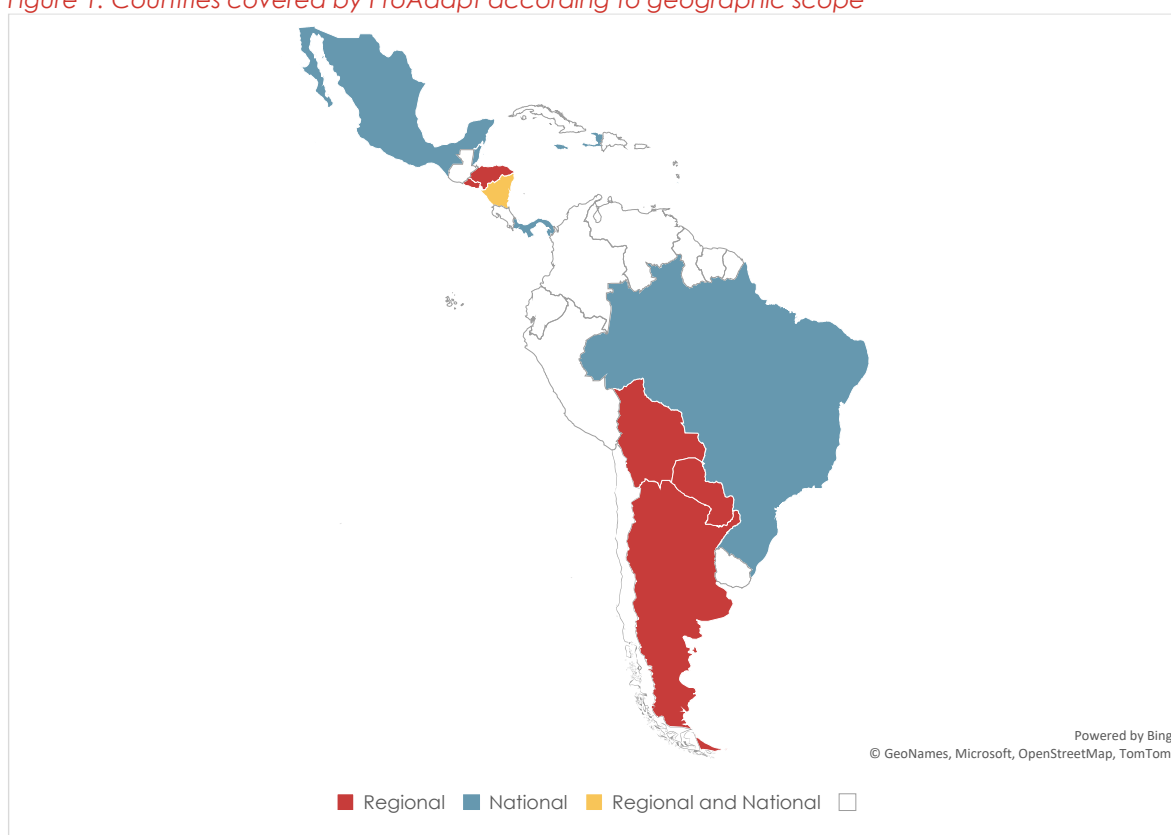 Figure 1. Countries covered by ProAdapt according to geographic scope
Powered by Bing
© GeoNames, Microsoft, OpenStreetMap, TomTom
Regional National Regional and National